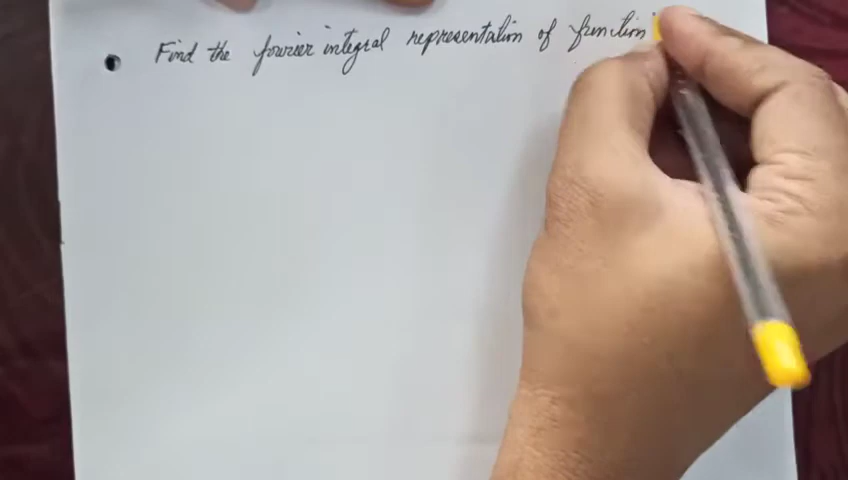 Find the fourier integral representation of function